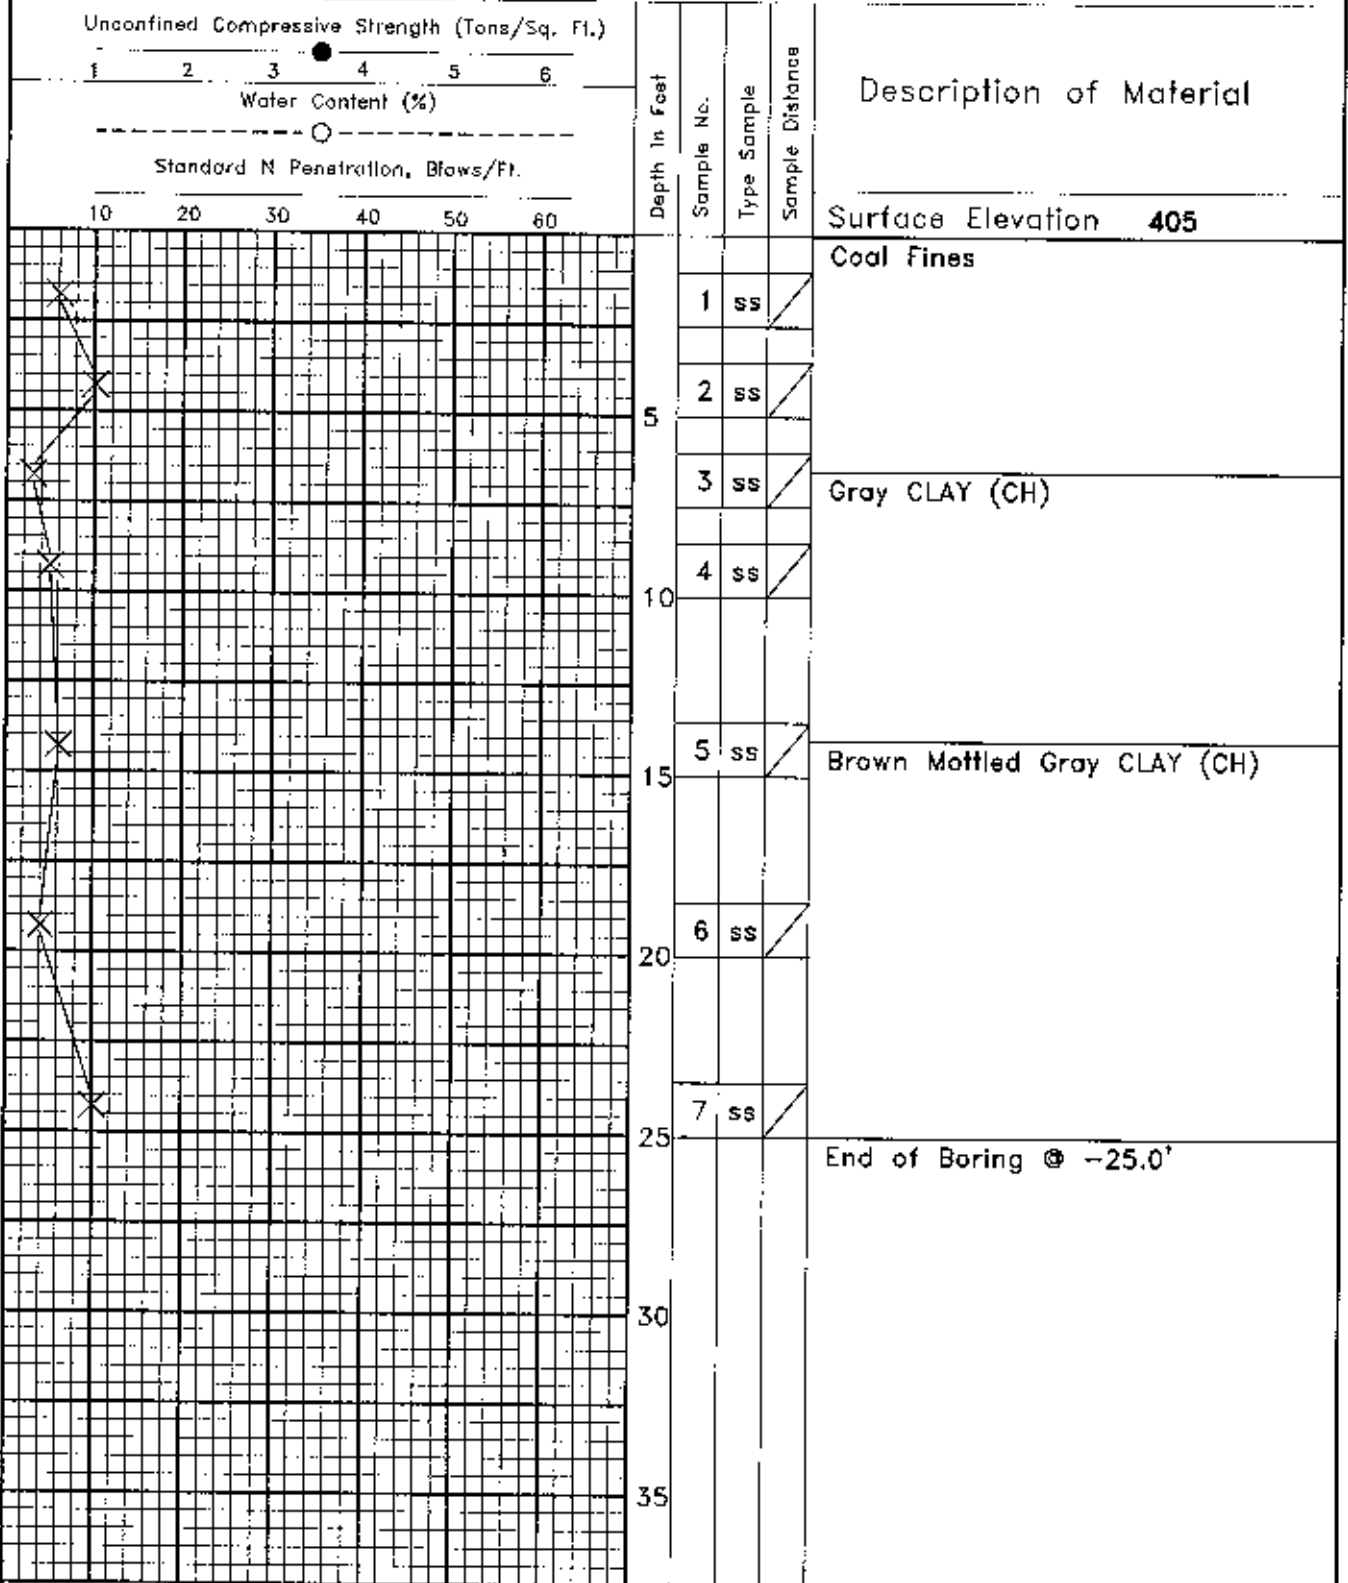 Unconfined Compressive Strength (Tons/Sq. Ft.)
1 2 3 4 5 6
Water Content (%)
Standard N Penetration, Blows/Ft.
10 20 30 40 50 60
Depth in Feet
Sample No.
Type Sample
Sample Distance
Description of Material
Surface Elevation 405
Coal Fines
1 ss
2 ss
5
3 ss
Gray CLAY (CH)
4 ss
10
5 ss
Brown Mottled Gray CLAY (CH)
15
6 ss
20
7 ss
25
End of Boring @ -25.0'
30
35